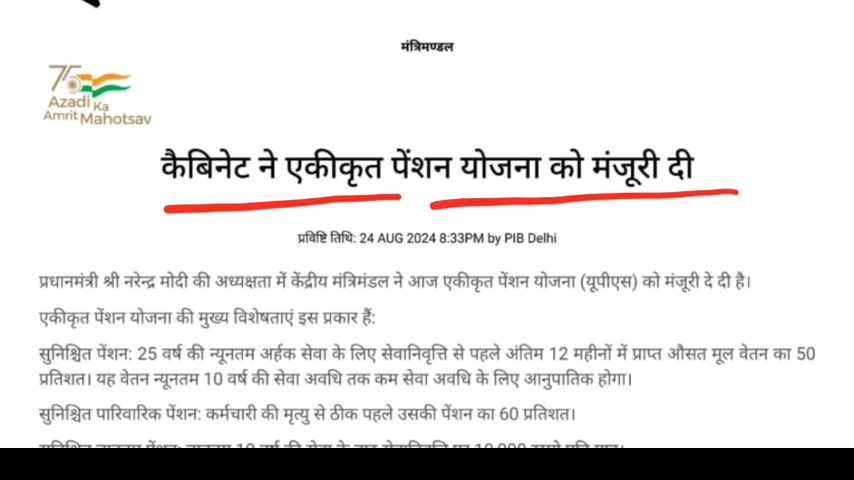 मंत्रिमण्डल
75
Azadi Ka
Amrit Mahotsav
कैबिनेट ने एकीकृत पेंशन योजना को मंजूरी दी
प्रविष्टि तिथि: 24 AUG 2024 8:33PM by PIB Delhi
प्रधानमंत्री श्री नरेन्द्र मोदी की अध्यक्षता में केंद्रीय मंत्रिमंडल ने आज एकीकृत पेंशन योजना (यूपीएस) को मंजूरी दे दी है।
एकीकृत पेंशन योजना की मुख्य विशेषताएं इस प्रकार हैं:
सुनिश्चित पेंशन: 25 वर्ष की न्यूनतम अर्हक सेवा के लिए सेवानिवृत्ति से पहले अंतिम 12 महीनों में प्राप्त औसत मूल वेतन का 50
प्रतिशत। यह वेतन न्यूनतम 10 वर्ष की सेवा अवधि तक कम सेवा अवधि के लिए आनुपातिक होगा।
सुनिश्चित पारिवारिक पेंशन: कर्मचारी की मृत्यु से ठीक पहले उसकी पेंशन का 60 प्रतिशत।